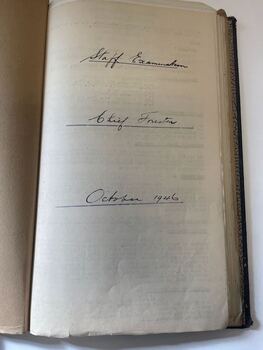 Staff Examination
Chief Forester
October 1946